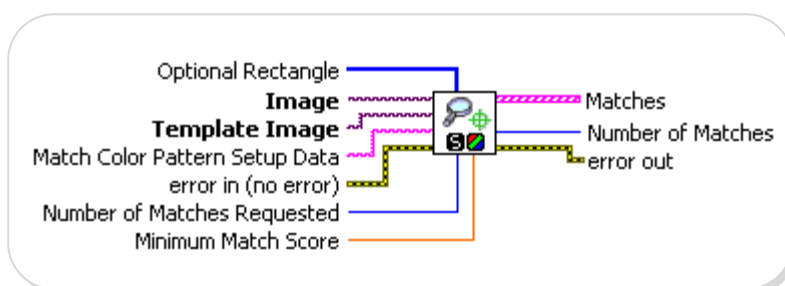 Optional Rectangle
Image
Template Image
Match Color Pattern Setup Data
error in (no error)
Number of Matches Requested
Minimum Match Score
S
Matches
Number of Matches
error out